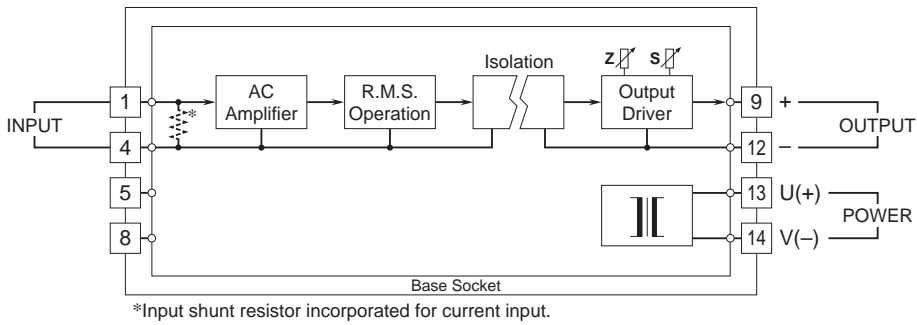 Isolation
Z
S
1
AC
Amplifier
R.M.S.
Operation
Output
Driver
9
+
*
INPUT
OUTPUT
4
12
–
5
13
U(+)
POWER
8
14
V(–)
Base Socket
*Input shunt resistor incorporated for current input.